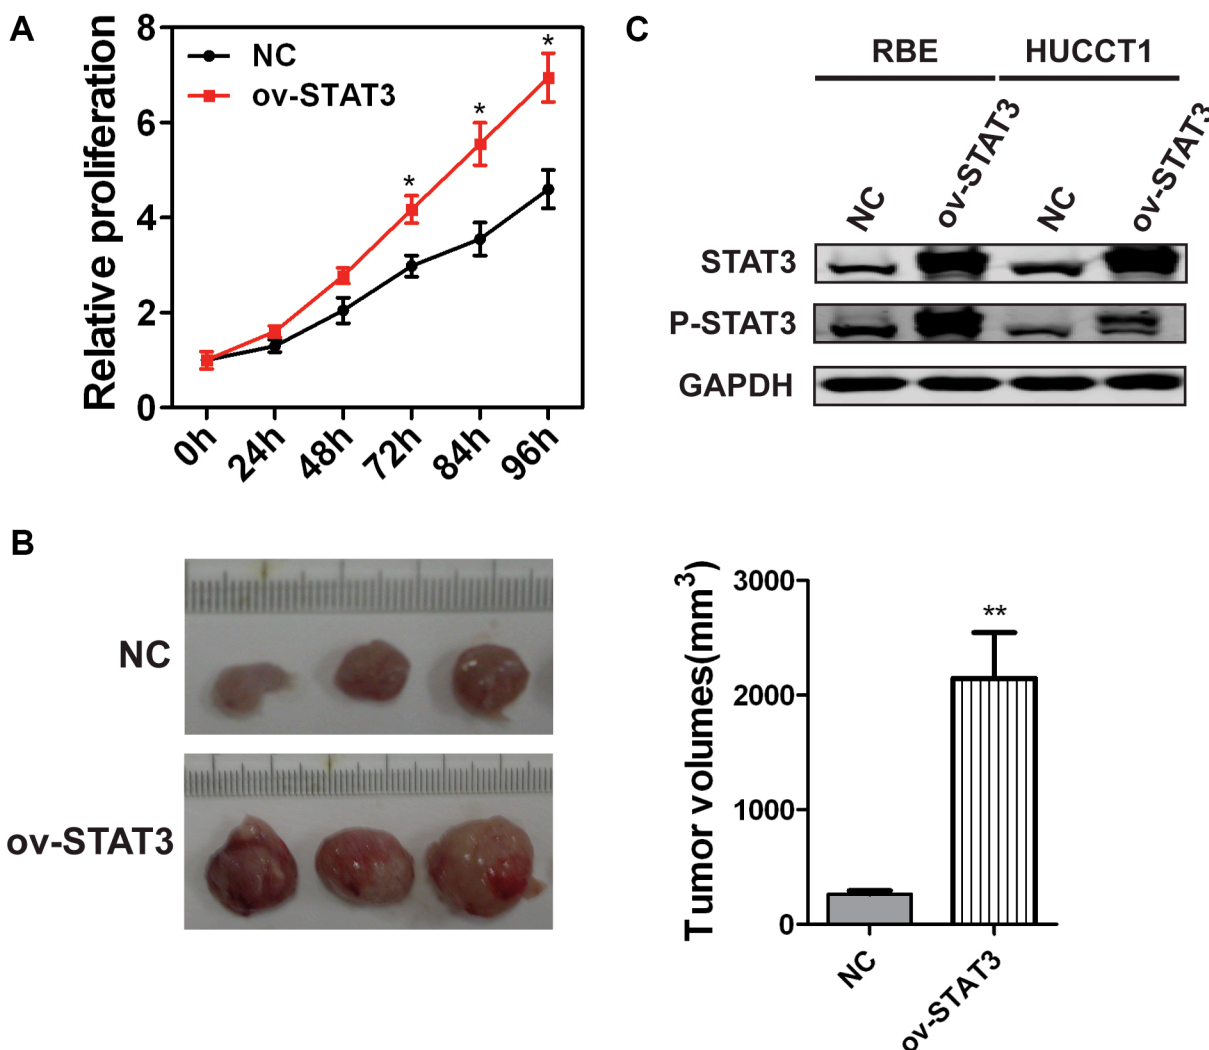 A
8
6
4
2
0
Relative proliferation
NC
ov-STAT3
*
*
*
0h
24h
48h
72h
84h
96h
C
RBE
HUCCT1
NC
ov-STAT3
NC
ov-STAT3
STAT3
P-STAT3
GAPDH
B
NC
ov-STAT3
Tumor volumes(mm³)
3000
2000
1000
0
**
NC
ov-STAT3